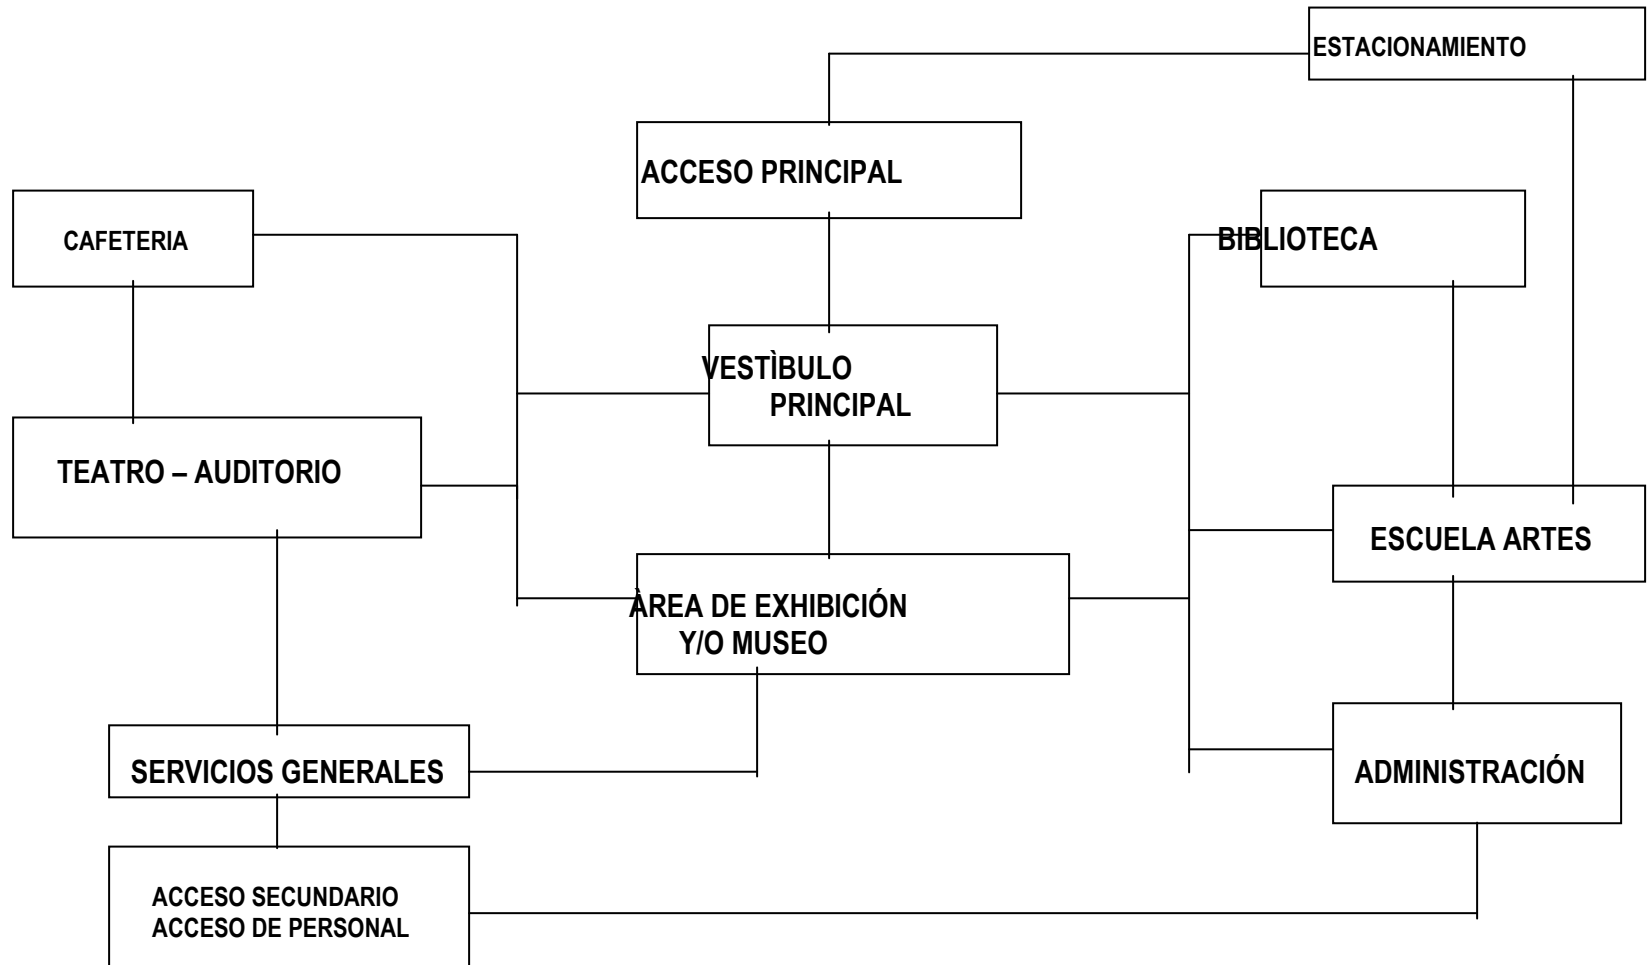 ESTACIONAMIENTO
ACCESO PRINCIPAL
CAFETERIA
BIBLIOTECA
VESTÌBULO
PRINCIPAL
TEATRO – AUDITORIO
ESCUELA ARTES
ÀREA DE EXHIBICIÓN
Y/O MUSEO
SERVICIOS GENERALES
ADMINISTRACIÓN
ACCESO SECUNDARIO
ACCESO DE PERSONAL